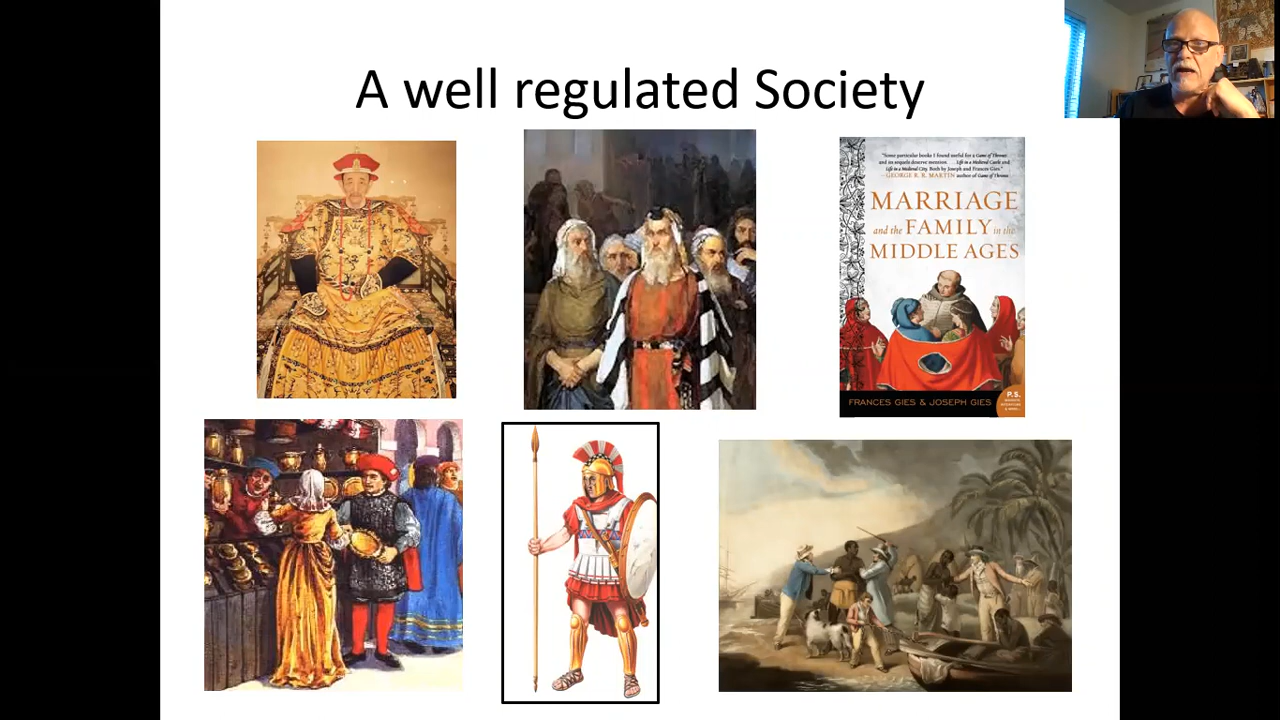 A well regulated Society
"Some particular books I found useful for a Game of Thrones
and its sequels deserve mention. . . . Life in a Medieval Castle and
Life in a Medieval City, Both by Joseph and Frances Gies."
—GEORGE R. R. MARTIN author of Game of Thrones
MARRIAGE
and the FAMILY in the
MIDDLE AGES
P.S.
FRANCES GIES & JOSEPH GIES